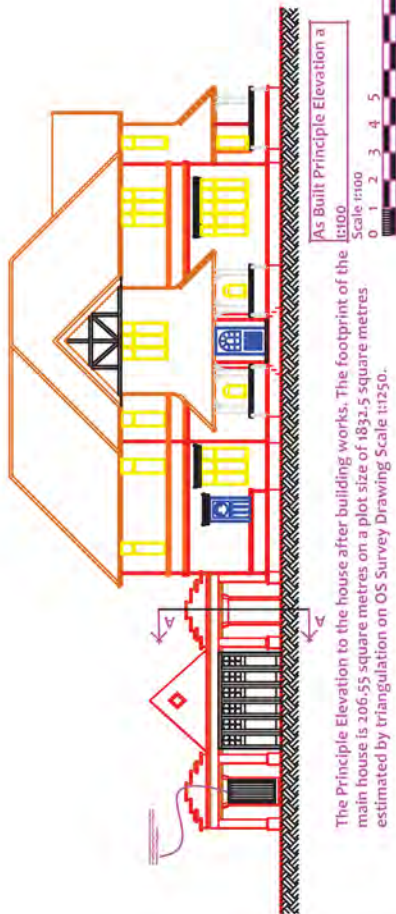 As Built Principle Elevation a
1:100
Scale 1:100
0 1 2 3 4 5
A
A
The Principle Elevation to the house after building works. The footprint of the
main house is 206.55 square metres on a plot size of 1832.5 square metres
estimated by triangulation on OS Survey Drawing Scale 1:1250.